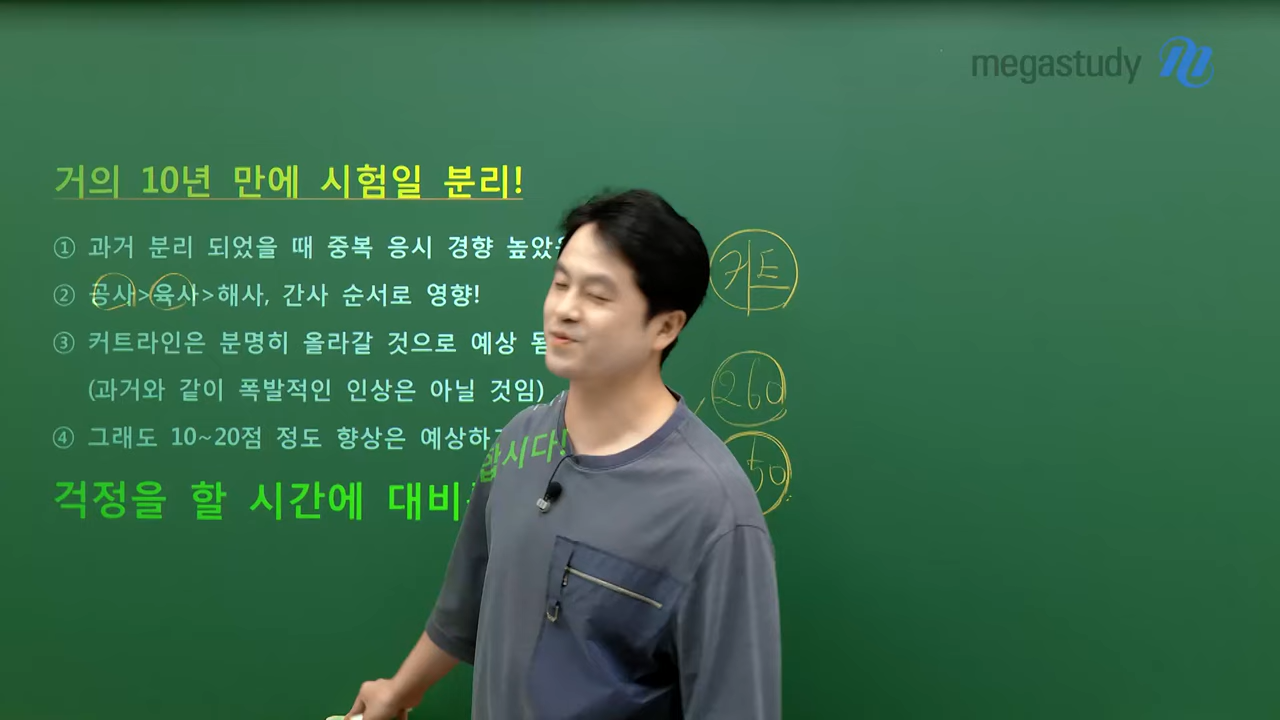 megastudy
거의 10년 만에 시험일 분리!
① 과거 분리 되었을 때 중복 응시 경향 높았
② 공사>육사>해사, 간사 순서로 영향!
③ 커트라인은 분명히 올라갈 것으로 예상 됨
(과거와 같이 폭발적인 인상은 아닐 것임)
④ 그래도 10~20점 정도 향상은 예상하
걱정을 할 시간에 대비
합시다!
커트
260
50